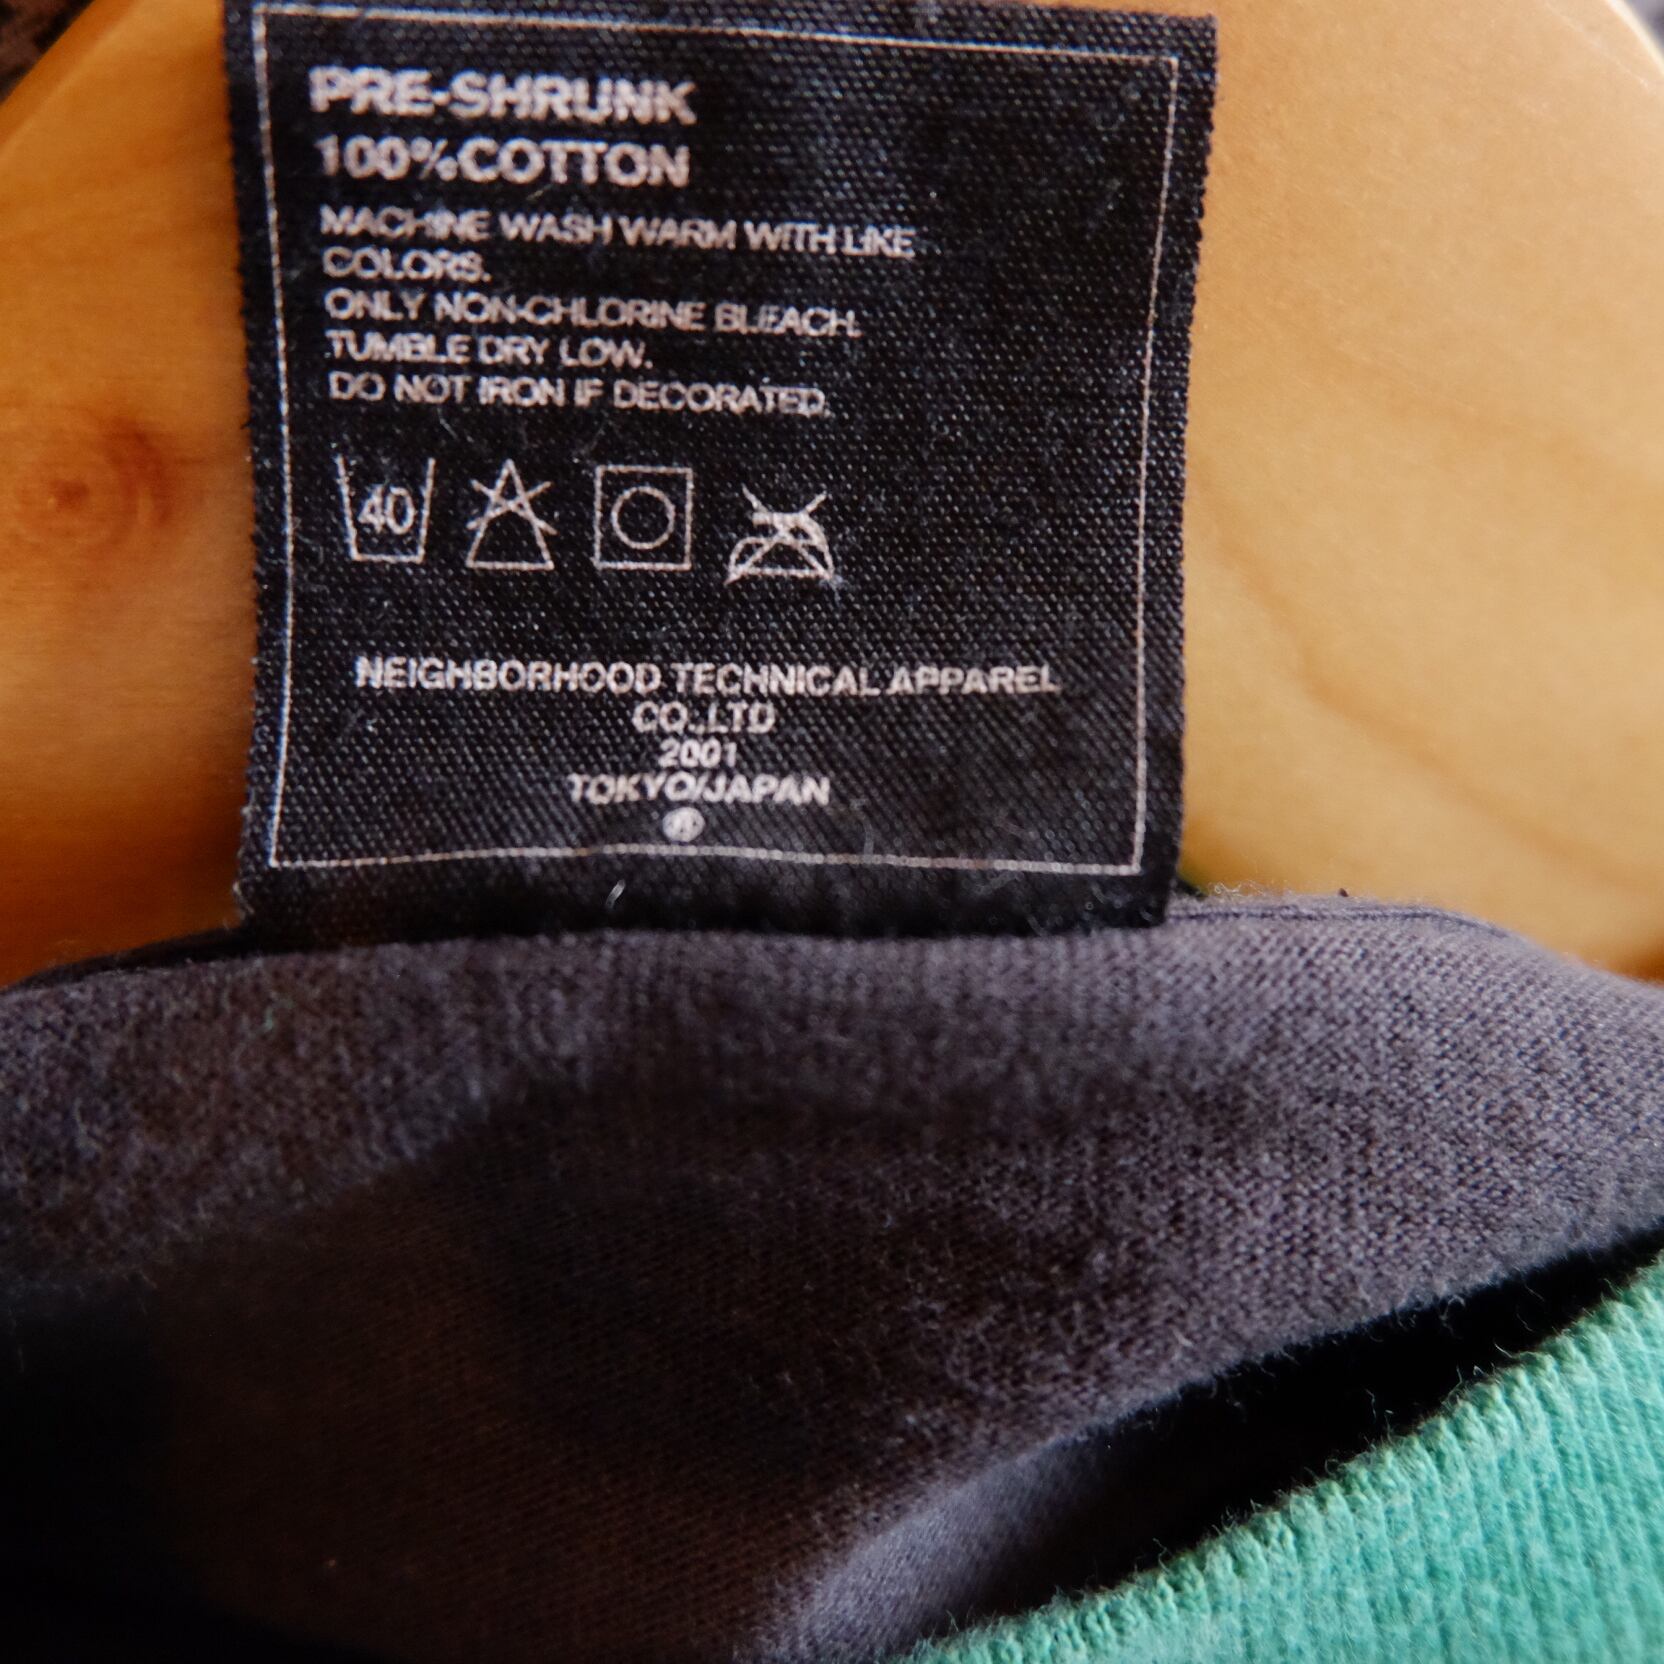 PRE-SHRUNK
100%COTTON
MACHINE WASH WARM WITH LIKE
COLORS.
ONLY NON-CHLORINE BLEACH.
TUMBLE DRY LOW.
DO NOT IRON IF DECORATED.
40
NEIGHBORHOOD TECHNICAL APPAREL
CO.,LTD
2001
TOKYO/JAPAN